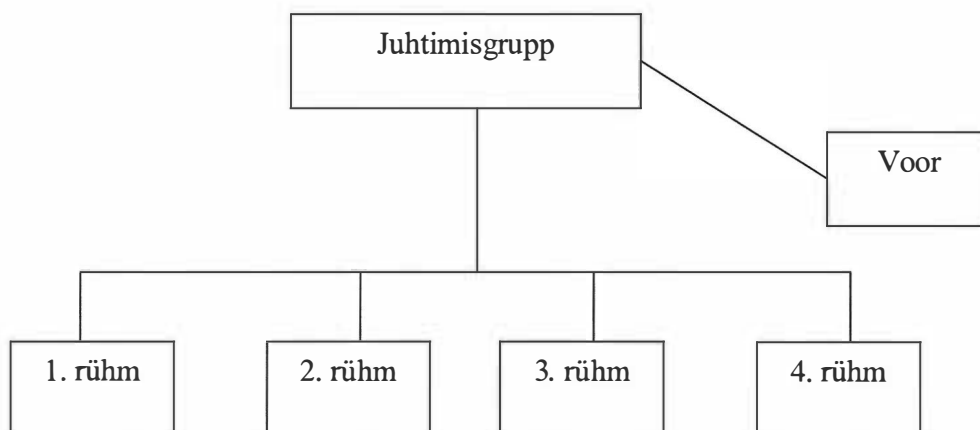 Juhtimisgrupp
Voor
1. rühm
2. rühm
3. rühm
4. rühm